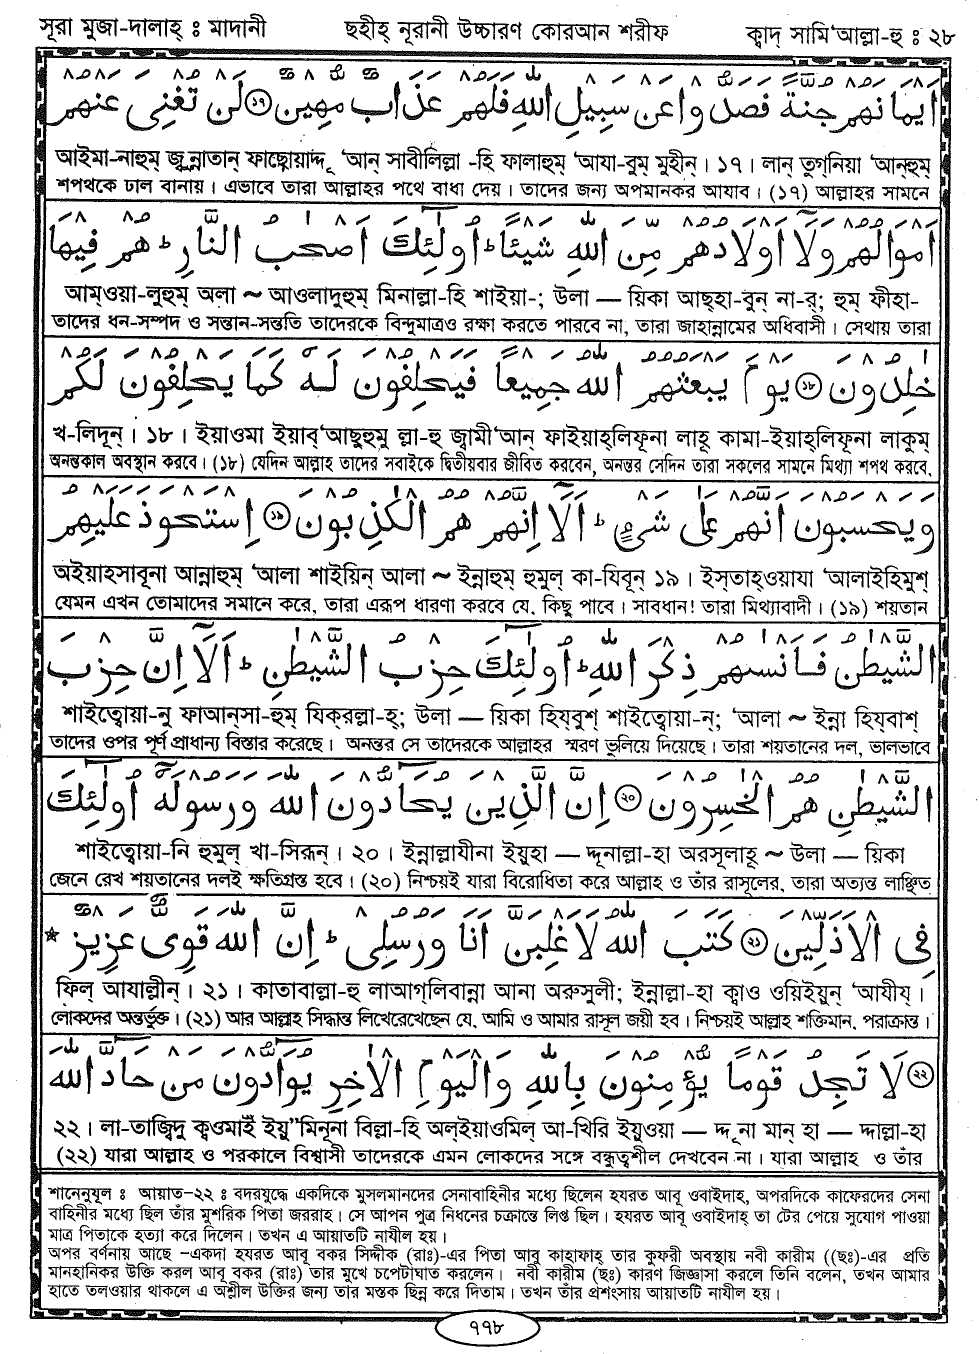 সূরা মুজা-দালাহ্ ঃ মাদানী ছহীহ্ নূরানী উচ্চারণ কোরআন শরীফ ক্বাদ্ সামি'আল্লা-হু ঃ ২৮
اَيْمَانَهُمْ جُنَّةً فَصَدُّوا عَنْ سَبِيْلِ اللّٰهِ فَلَهُمْ عَذَابٌ مُّهِيْنٌ ⑰ لَنْ تُغْنِىَ عَنْهُمْ
আইমা-নাহুম্ জুন্নাতান্ ফাছোয়াদ্দূ 'আন্ সাবীলিল্লা -হি ফালাহুম্ 'আযা-বুম্ মুহীন্। ১৭। লান্ তুগ্‌নিয়া 'আন্‌হুম্
শপথকে ঢাল বানায়। এভাবে তারা আল্লাহর পথে বাধা দেয়। তাদের জন্য অপমানকর আযাব। (১৭) আল্লাহর সামনে
اَمْوَالُهُمْ وَلَاۤ اَوْلَادُهُمْ مِّنَ اللّٰهِ شَيْئًا ؕ اُولٰٓئِكَ اَصْحٰبُ النَّارِ ؕ هُمْ فِيْهَا
আম্ওয়া-লুহুম্ অলা ~ আওলাদুহুম্ মিনাল্লা-হি শাইয়া-; উলা — য়িকা আছ্‌হা-বুন্ না-র্; হুম্ ফীহা-
তাদের ধন-সম্পদ ও সন্তান-সন্ততি তাদেরকে বিন্দুমাত্রও রক্ষা করতে পারবে না, তারা জাহান্নামের অধিবাসী। সেথায় তারা
خٰلِدُوْنَ ⑱ يَوْمَ يَبْعَثُهُمُ اللّٰهُ جَمِيْعًا فَيَحْلِفُوْنَ لَهٗ كَمَا يَحْلِفُوْنَ لَكُمْ
খ-লিদূন্। ১৮। ইয়াওমা ইয়াব্'আছুহুমু ল্লা-হু জ্বামী'আন্ ফাইয়াহ্‌লিফূনা লাহূ কামা-ইয়াহ্‌লিফূনা লাকুম্
অনন্তকাল অবস্থান করবে। (১৮) যেদিন আল্লাহ তাদের সবাইকে দ্বিতীয়বার জীবিত করবেন, অনন্তর সেদিন তারা সকলের সামনে মিথ্যা শপথ করবে,
وَيَحْسَبُوْنَ اَنَّهُمْ عَلٰى شَىْءٍ ؕ اَلَاۤ اِنَّهُمْ هُمُ الْكٰذِبُوْنَ ⑲ اِسْتَحْوَذَ عَلَيْهِمُ
অইয়াহসাবূনা আন্নাহুম্ 'আলা শাইয়িন্ আলা ~ ইন্নাহুম্ হুমুল্ কা-যিবূন্ ১৯। ইস্‌তাহ্‌ওয়াযা 'আলাইহিমুশ্
যেমন এখন তোমাদের সমানে করে, তারা এরূপ ধারণা করবে যে, কিছু পাবে। সাবধান! তারা মিথ্যাবাদী। (১৯) শয়তান
الشَّيْطٰنُ فَاَنْسٰىهُمْ ذِكْرَ اللّٰهِ ؕ اُولٰٓئِكَ حِزْبُ الشَّيْطٰنِ ؕ اَلَاۤ اِنَّ حِزْبَ
শাইত্বোয়া-নু ফাআন্‌সা-হুম্ যিক্‌রল্লা-হ্; উলা — য়িকা হিয্‌বুশ্ শাইত্বোয়া-ন্; 'আলা ~ ইন্না হিয্‌বাশ্
তাদের ওপর পূর্ণ প্রাধান্য বিস্তার করেছে। অনন্তর সে তাদেরকে আল্লাহর স্মরণ ভুলিয়ে দিয়েছে। তারা শয়তানের দল, ভালভাবে
الشَّيْطٰنِ هُمُ الْخٰسِرُوْنَ ⑳ اِنَّ الَّذِيْنَ يُحَآدُّوْنَ اللّٰهَ وَرَسُوْلَهٗۤ اُولٰٓئِكَ
শাইত্বোয়া-নি হুমুল্ খা-সিরূন্। ২০। ইন্নাল্লাযীনা ইয়ুহা — দ্দূনাল্লা-হা অরসূলাহূ ~ উলা — য়িকা
জেনে রেখ শয়তানের দলই ক্ষতিগ্রস্ত হবে। (২০) নিশ্চয়ই যারা বিরোধিতা করে আল্লাহ ও তাঁর রাসূলের, তারা অত্যন্ত লাঞ্ছিত
فِى الْاَذَلِّيْنَ ㉑ كَتَبَ اللّٰهُ لَاَغْلِبَنَّ اَنَا وَرُسُلِىْ ؕ اِنَّ اللّٰهَ قَوِىٌّ عَزِيْزٌ ★
ফিল্ আযাল্লীন্। ২১। কাতাবাল্লা-হু লাআগ্‌লিবান্না আনা অরুসুলী; ইন্নাল্লা-হা ক্বাও ওয়িইয়ুন্ 'আযীয্।
লোকদের অন্তর্ভুক্ত। (২১) আর আল্লাহ সিদ্ধান্ত লিখেরেখেছেন যে, আমি ও আমার রাসূল জয়ী হব। নিশ্চয়ই আল্লাহ শক্তিমান, পরাক্রান্ত।
㉒ لَا تَجِدُ قَوْمًا يُّؤْمِنُوْنَ بِاللّٰهِ وَالْيَوْمِ الْاٰخِرِ يُوَآدُّوْنَ مَنْ حَآدَّ اللّٰهَ
২২। লা-তাজ্বিদু ক্বওমাইঁ ইয়ু"মিনূনা বিল্লা-হি অল্‌ইয়াওমিল্ আ-খিরি ইয়ুওয়া — দ্দূনা মান্ হা — দ্দাল্লা-হা
(২২) যারা আল্লাহ ও পরকালে বিশ্বাসী তাদেরকে এমন লোকদের সঙ্গে বন্ধুত্বশীল দেখবেন না। যারা আল্লাহ ও তাঁর
শানেনুযূল ঃ আয়াত-২২ ঃ বদরযুদ্ধে একদিকে মুসলমানদের সেনাবাহিনীর মধ্যে ছিলেন হযরত আবূ ওবাইদাহ, অপরদিকে কাফেরদের সেনা
বাহিনীর মধ্যে ছিল তাঁর মুশরিক পিতা জররাহ। সে আপন পুত্র নিধনের চক্রান্তে লিপ্ত ছিল। হযরত আবূ ওবাইদাহ তা টের পেয়ে সুযোগ পাওয়া
মাত্র পিতাকে হত্যা করে দিলেন। তখন এ আয়াতটি নাযীল হয়।
অপর বর্ণনায় আছে -একদা হযরত আবূ বকর সিদ্দীক (রাঃ)-এর পিতা আবু কাহাফাহ্ তার কুফরী অবস্থায় নবী কারীম ((ছঃ)-এর প্রতি
মানহানিকর উক্তি করল আবূ বকর (রাঃ) তার মুখে চপেটাঘাত করলেন। নবী কারীম (ছঃ) কারণ জিজ্ঞাসা করলে তিনি বলেন, তখন আমার
হাতে তলওয়ার থাকলে এ অশ্লীল উক্তির জন্য তার মস্তক ছিন্ন করে দিতাম। তখন তাঁর প্রশংসায় আয়াতটি নাযীল হয়।
৭৭৮